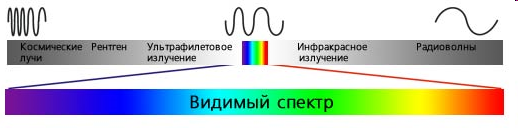 Космические
лучи
Рентген
Ультрафилетовое
излучение
Инфракрасное
излучение
Радиоволны
Видимый спектр